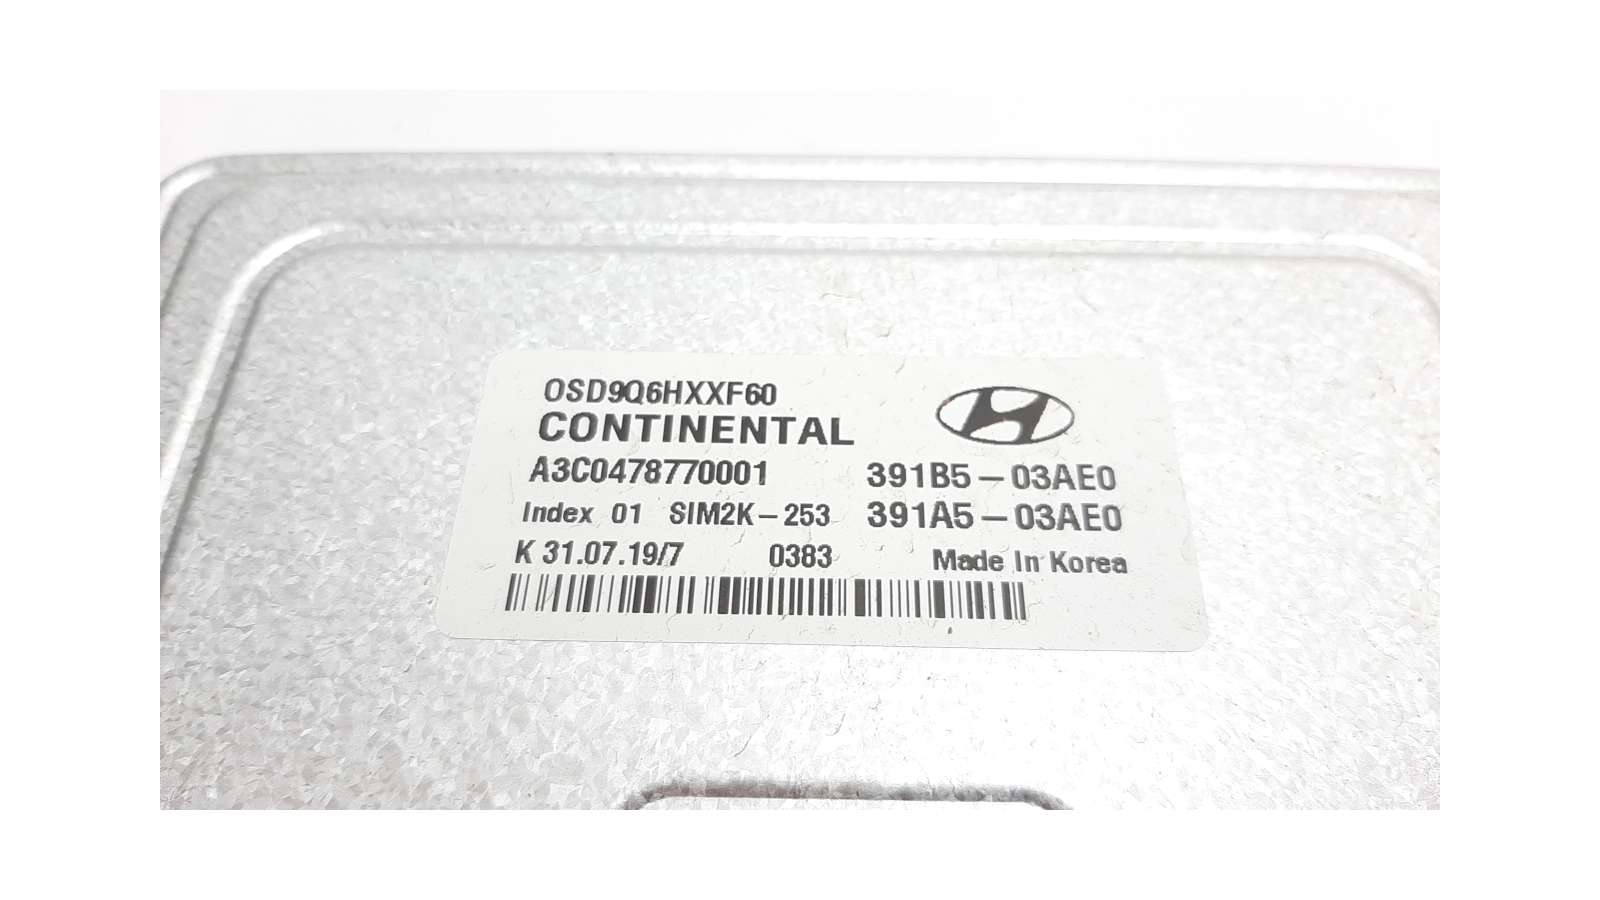 OSD9Q6HXXF60
CONTINENTAL
A3C0478770001 391B5-03AE0
Index 01 SIM2K-253 391A5-03AE0
K 31.07.19/7 0383 Made In Korea